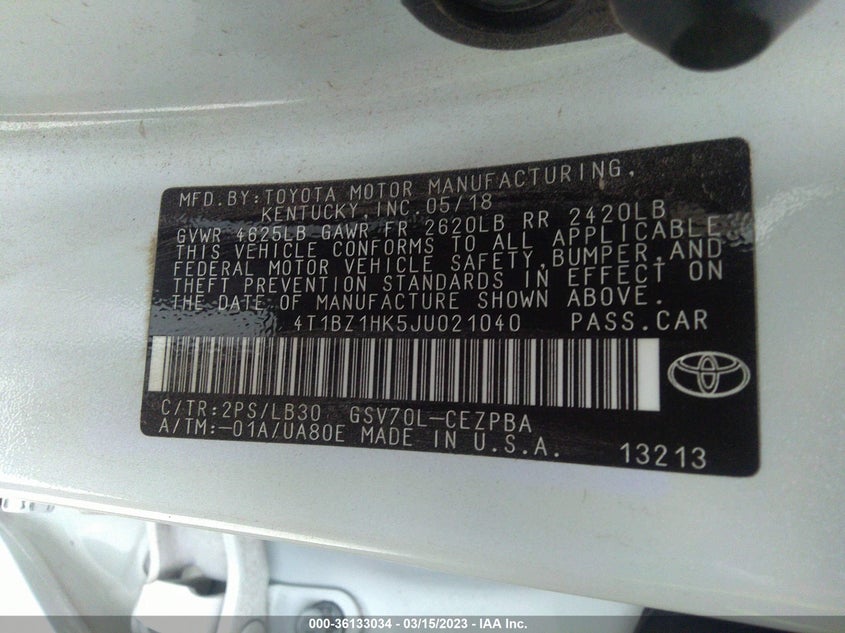 MFD.BY:TOYOTA MOTOR MANUFACTURING,
KENTUCKY,INC.05/18
GVWR 4625LB GAWR FR 2620LB RR 2420LB
THIS VEHICLE CONFORMS TO ALL APPLICABLE
FEDERAL MOTOR VEHICLE SAFETY,BUMPER,AND
THEFT PREVENTION STANDARDS IN EFFECT ON
THE DATE OF MANUFACTURE SHOWN ABOVE.
4T1BZ1HK5JU021040 PASS.CAR
C/TR:2PS/LB30 GSV70L-CEZPBA
A/TM:-01A/UA80E MADE IN U.S.A.
13213
000-36133034 - 03/15/2023 - IAA Inc.